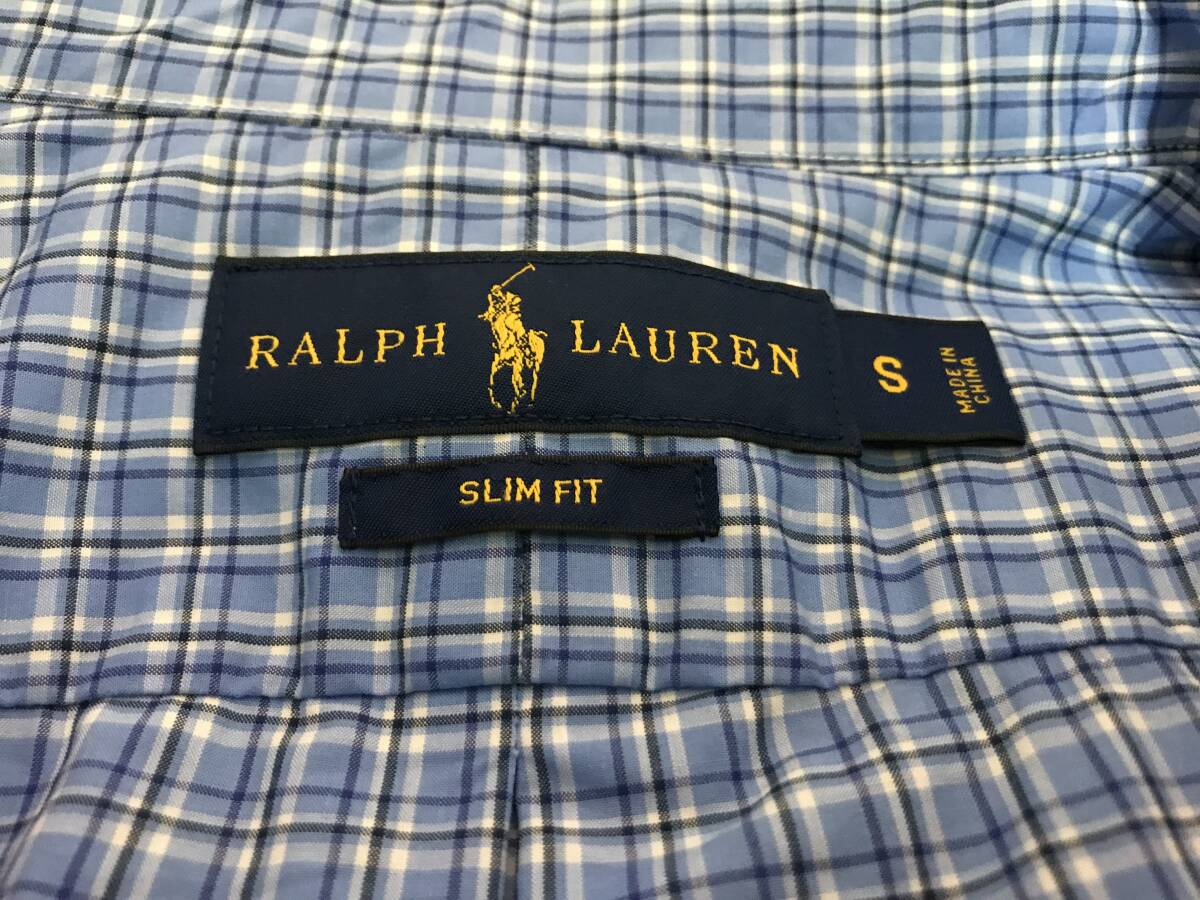 RALPH LAUREN
S
MADE IN
CHINA
SLIM FIT